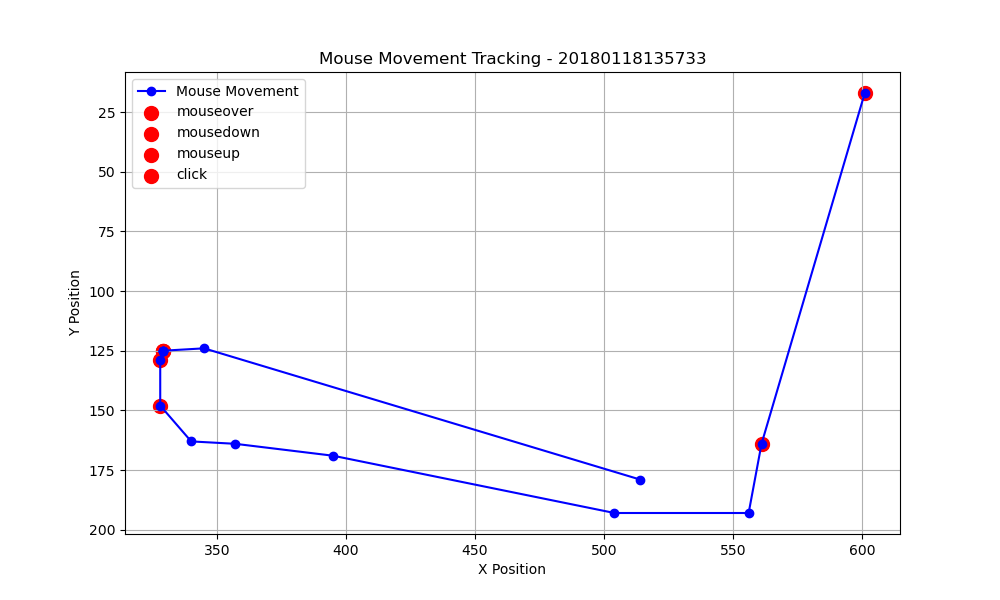 Mouse Movement Tracking - 20180118135733
Mouse Movement
mouseover
mousedown
mouseup
click
Y Position
25
50
75
100
125
150
175
200
350
400
450
500
550
600
X Position